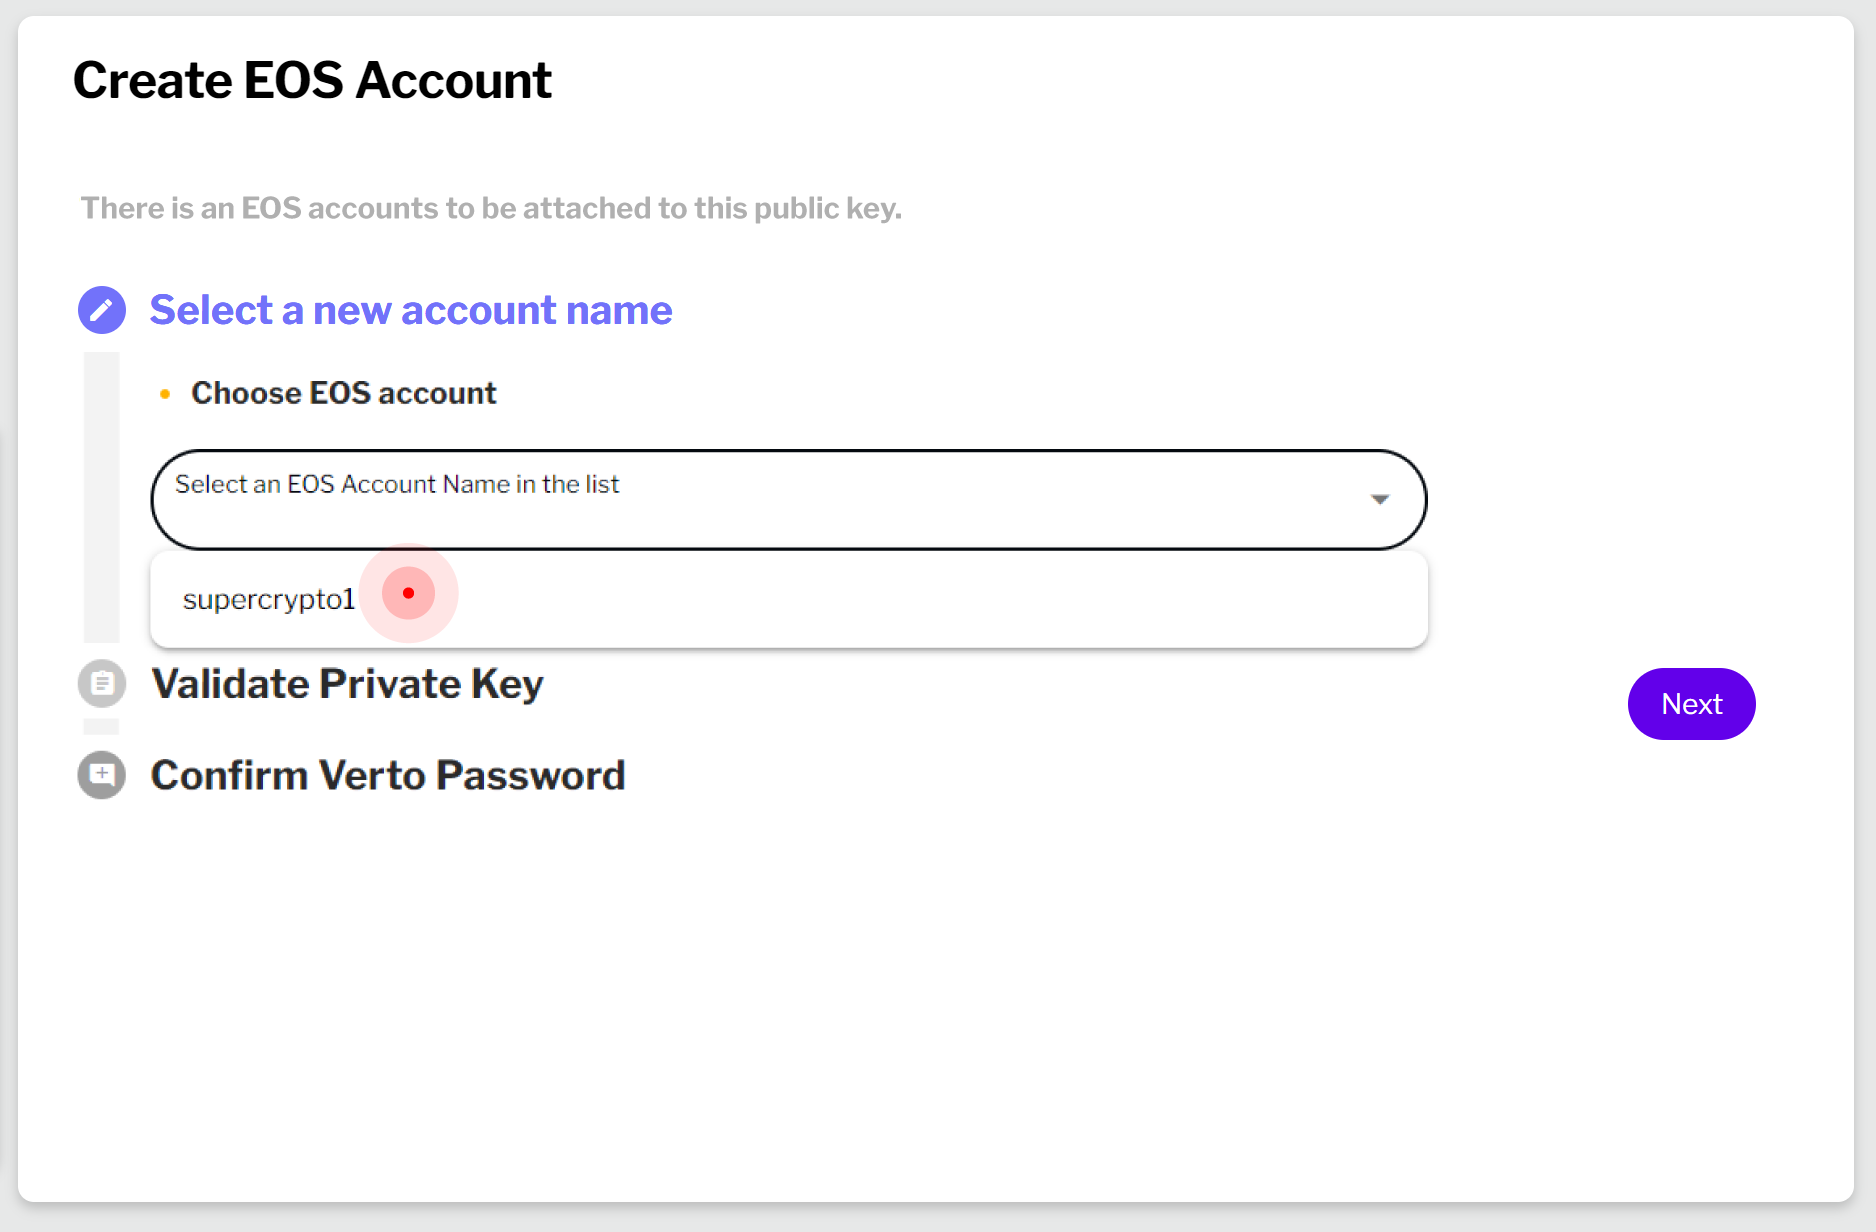 Create EOS Account
There is an EOS accounts to be attached to this public key.
Select a new account name
Choose EOS account
Select an EOS Account Name in the list
supercrypto1
Validate Private Key
Next
Confirm Verto Password